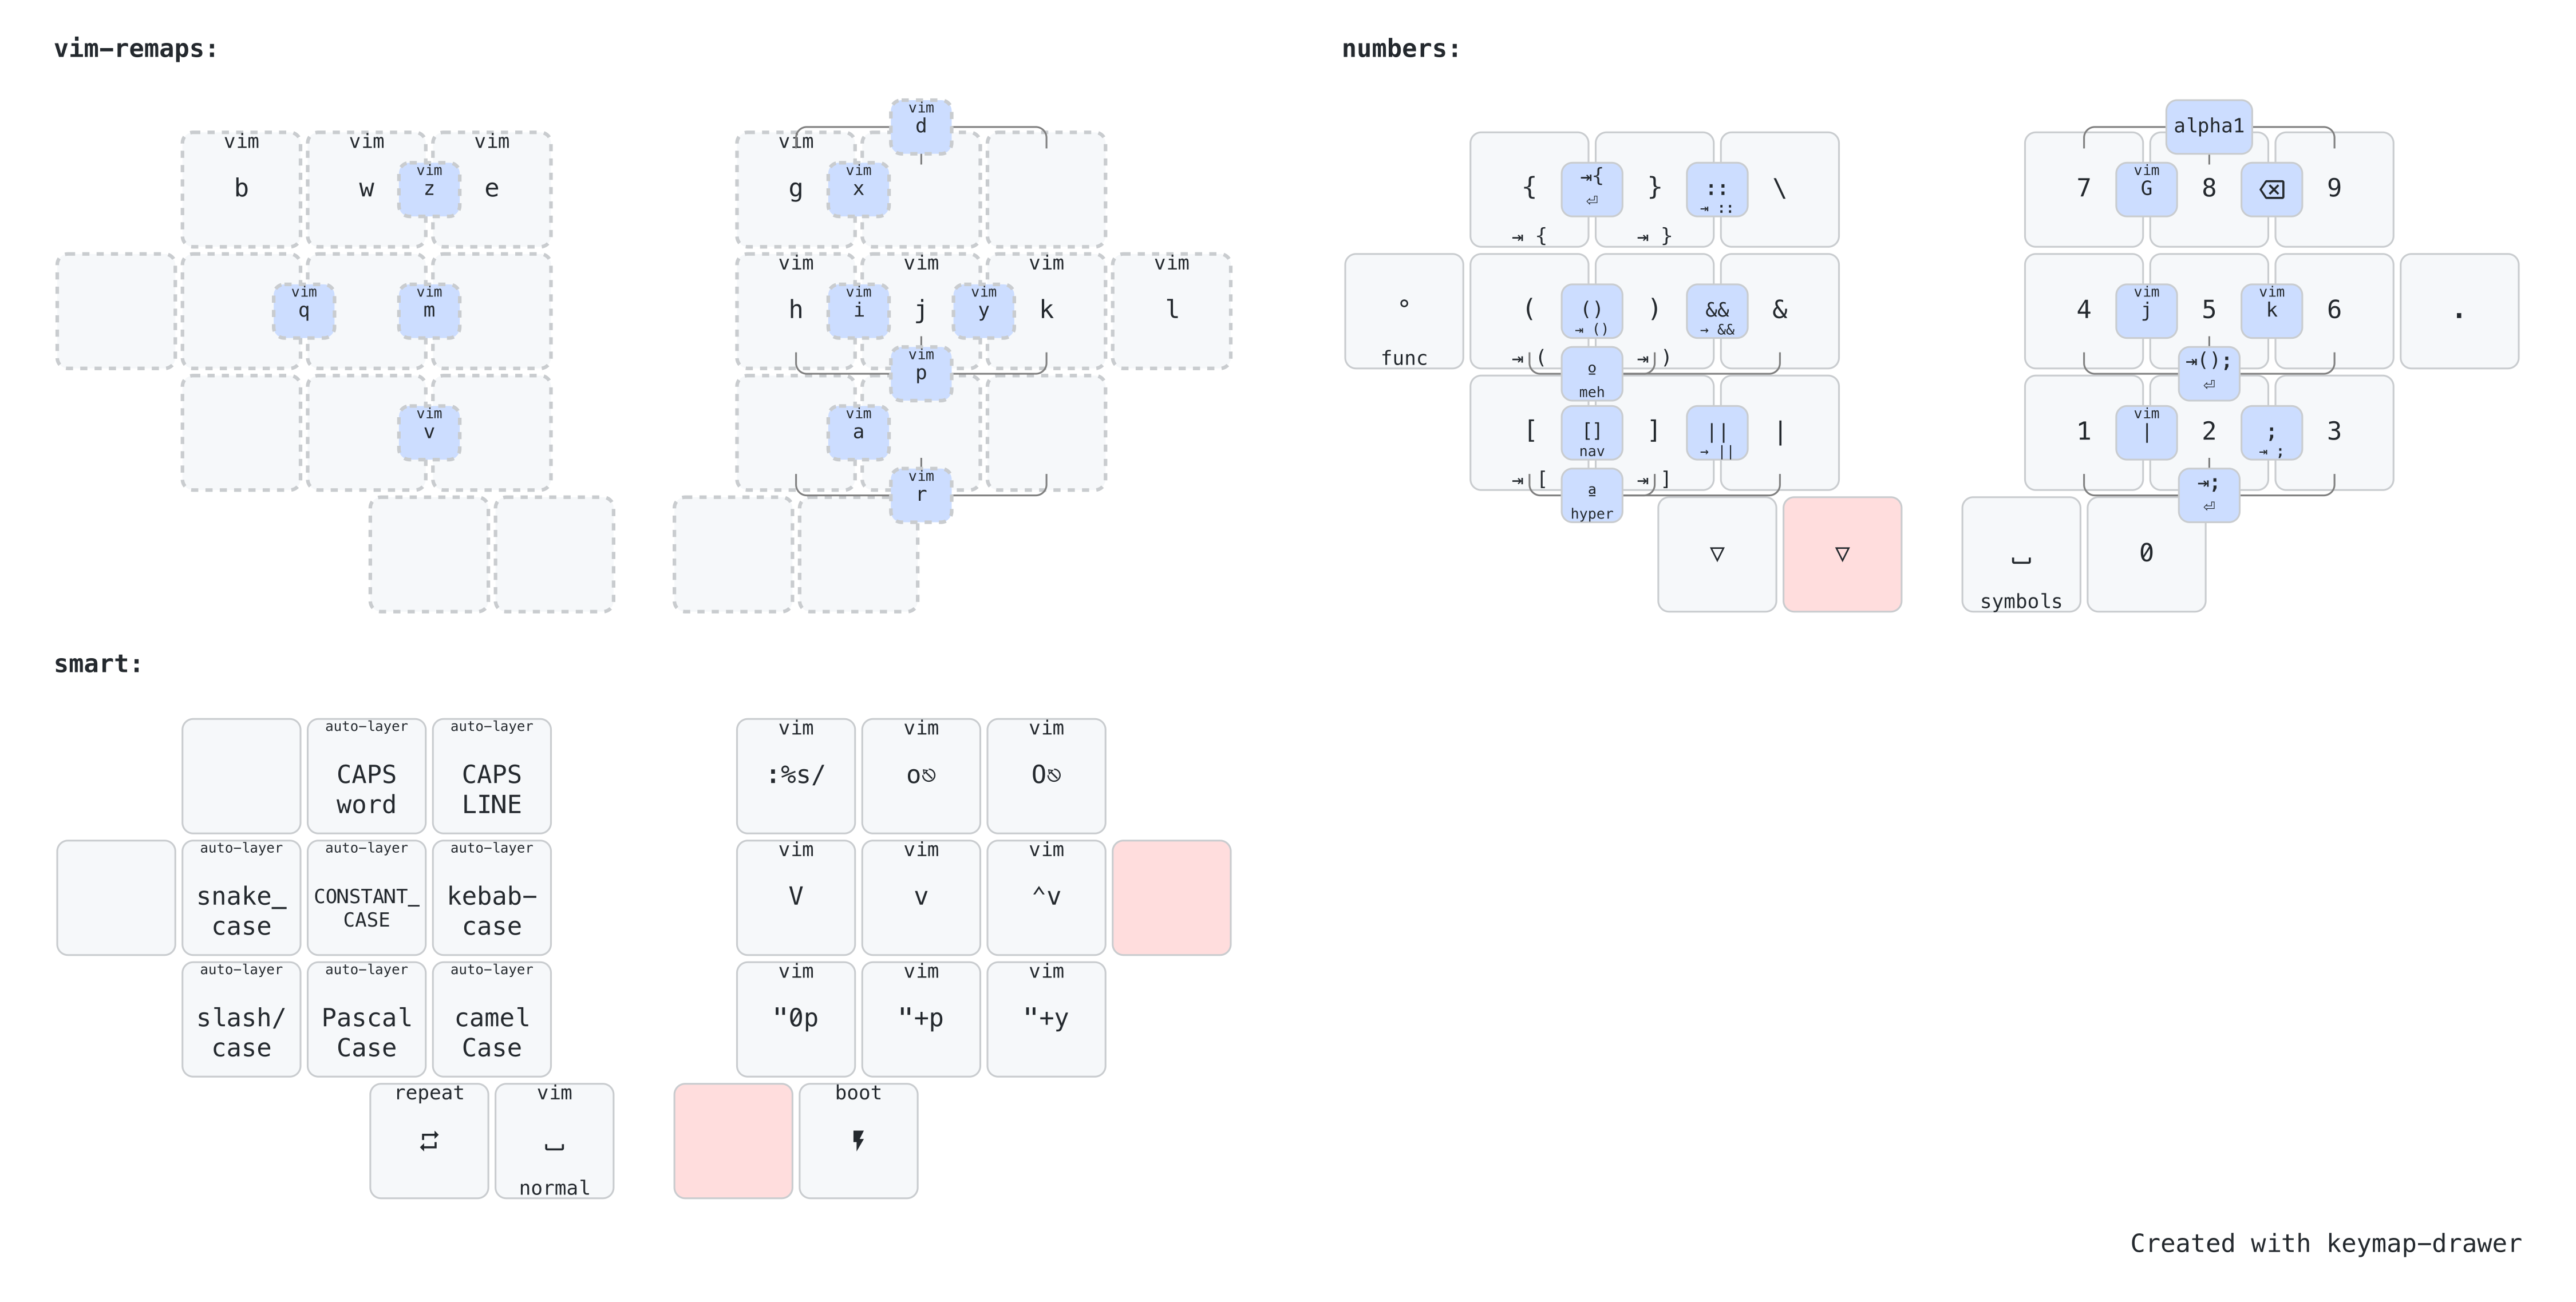 vim-remaps:
vim vim vim
b w vim z e
vim q vim m
vim v
vim d
vim
g vim x
vim vim vim vim
h vim i j vim y k l
vim p
vim a
vim r
numbers:
{ ⇥{ ⏎ } :: ⇥ :: \
⇥ { ⇥ }
° ( () ⇥ () ) && → && &
func ⇥ ( º meh ⇥ )
[ [] nav ] || → || |
⇥ [ ª hyper ⇥ ]
▽ ▽
alpha1
7 vim G 8 ⌫ 9
4 vim j 5 vim k 6 .
⇥(); ⏎
1 vim | 2 ; ⇥ ; 3
⇥; ⏎
⎵ 0
symbols
smart:
auto-layer auto-layer
CAPS CAPS
word LINE
auto-layer auto-layer auto-layer
snake_ CONSTANT_ kebab-
case CASE case
auto-layer auto-layer auto-layer
slash/ Pascal camel
case Case Case
repeat vim
⎵
normal
vim vim vim
:%s/ o⎋ O⎋
vim vim vim
V v ^v
vim vim vim
"0p "+p "+y
boot
Created with keymap-drawer